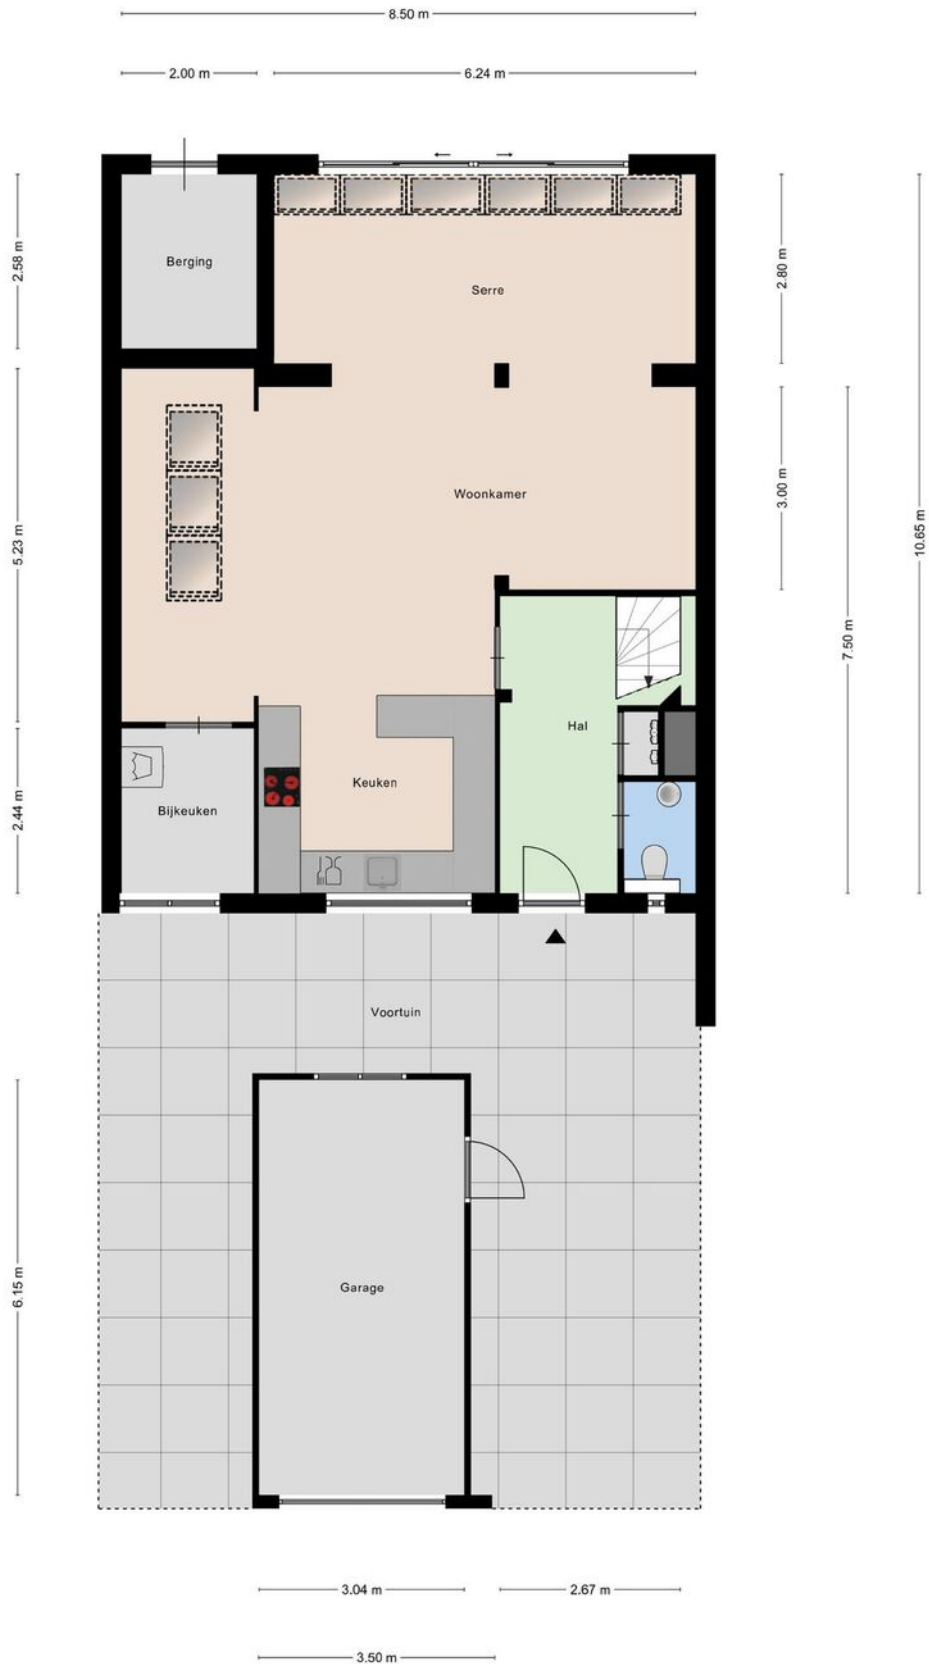 8.50 m
2.00 m
6.24 m
Berging
2.58 m
Serre
2.80 m
Woonkamer
3.00 m
5.23 m
10.65 m
7.50 m
Hal
Keuken
Bijkeuken
2.44 m
Voortuin
Garage
6.15 m
3.04 m
2.67 m
3.50 m